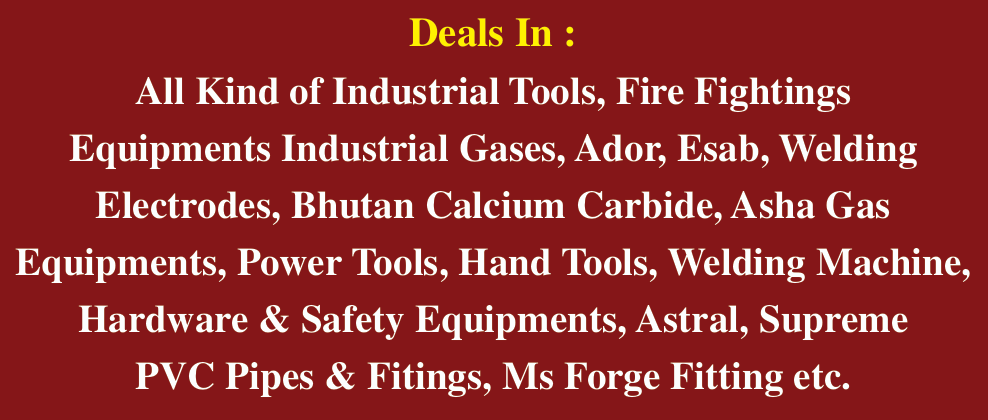 Deals In :
All Kind of Industrial Tools, Fire Fightings
Equipments Industrial Gases, Ador, Esab, Welding
Electrodes, Bhutan Calcium Carbide, Asha Gas
Equipments, Power Tools, Hand Tools, Welding Machine,
Hardware & Safety Equipments, Astral, Supreme
PVC Pipes & Fitings, Ms Forge Fitting etc.